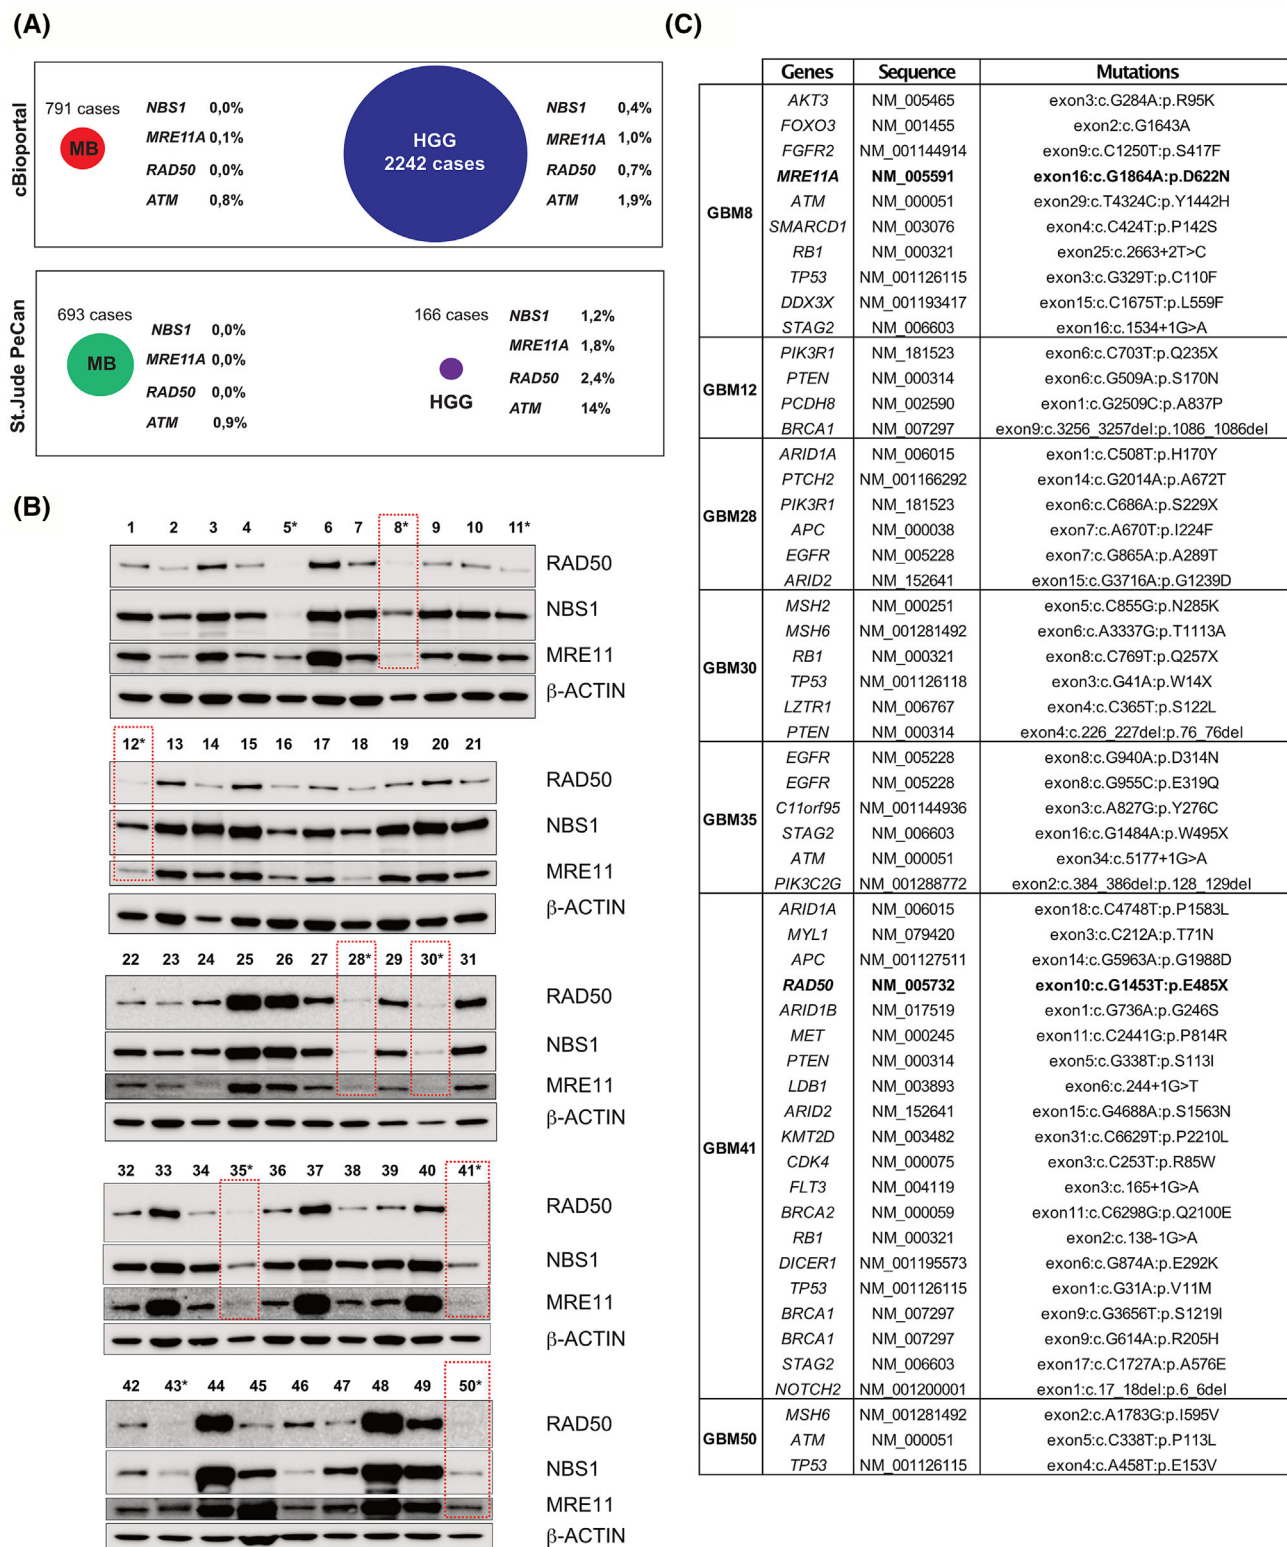 (A)
cBioportal
791 cases
MB
NBS1 0,0%
MRE11A 0,1%
RAD50 0,0%
ATM 0,8%
HGG
2242 cases
NBS1 0,4%
MRE11A 1,0%
RAD50 0,7%
ATM 1,9%
St.Jude PeCan
693 cases
MB
NBS1 0,0%
MRE11A 0,0%
RAD50 0,0%
ATM 0,9%
166 cases
HGG
NBS1 1,2%
MRE11A 1,8%
RAD50 2,4%
ATM 14%
(B)
1 2 3 4 5* 6 7 8* 9 10 11*
RAD50
NBS1
MRE11
β-ACTIN
12* 13 14 15 16 17 18 19 20 21
RAD50
NBS1
MRE11
β-ACTIN
22 23 24 25 26 27 28* 29 30* 31
RAD50
NBS1
MRE11
β-ACTIN
32 33 34 35* 36 37 38 39 40 41*
RAD50
NBS1
MRE11
β-ACTIN
42 43* 44 45 46 47 48 49 50*
RAD50
NBS1
MRE11
β-ACTIN
(C)
Genes Sequence Mutations
GBM8
AKT3 NM_005465 exon3:c.G284A:p.R95K
FOXO3 NM_001455 exon2:c.G1643A
FGFR2 NM_001144914 exon9:c.C1250T:p.S417F
MRE11A NM_005591 exon16:c.G1864A:p.D622N
ATM NM_000051 exon29:c.T4324C:p.Y1442H
SMARCD1 NM_003076 exon4:c.C424T:p.P142S
RB1 NM_000321 exon25:c.2663+2T>C
TP53 NM_001126115 exon3:c.G329T:p.C110F
DDX3X NM_001193417 exon15:c.C1675T:p.L559F
STAG2 NM_006603 exon16:c.1534+1G>A
GBM12
PIK3R1 NM_181523 exon6:c.C703T:p.Q235X
PTEN NM_000314 exon6:c.G509A:p.S170N
PCDH8 NM_002590 exon1:c.G2509C:p.A837P
BRCA1 NM_007297 exon9:c.3256_3257del:p.1086_1086del
GBM28
ARID1A NM_006015 exon1:c.C508T:p.H170Y
PTCH2 NM_001166292 exon14:c.G2014A:p.A672T
PIK3R1 NM_181523 exon6:c.C686A:p.S229X
APC NM_000038 exon7:c.A670T:p.I224F
EGFR NM_005228 exon7:c.G865A:p.A289T
ARID2 NM_152641 exon15:c.G3716A:p.G1239D
GBM30
MSH2 NM_000251 exon5:c.C855G:p.N285K
MSH6 NM_001281492 exon6:c.A3337G:p.T1113A
RB1 NM_000321 exon8:c.C769T:p.Q257X
TP53 NM_001126118 exon3:c.G41A:p.W14X
LZTR1 NM_006767 exon4:c.C365T:p.S122L
PTEN NM_000314 exon4:c.226_227del:p.76_76del
GBM35
EGFR NM_005228 exon8:c.G940A:p.D314N
EGFR NM_005228 exon8:c.G955C:p.E319Q
C11orf95 NM_001144936 exon3:c.A827G:p.Y276C
STAG2 NM_006603 exon16:c.G1484A:p.W495X
ATM NM_000051 exon34:c.5177+1G>A
PIK3C2G NM_001288772 exon2:c.384_386del:p.128_129del
GBM41
ARID1A NM_006015 exon18:c.C4748T:p.P1583L
MYL1 NM_079420 exon3:c.C212A:p.T71N
APC NM_001127511 exon14:c.G5963A:p.G1988D
RAD50 NM_005732 exon10:c.G1453T:p.E485X
ARID1B NM_017519 exon1:c.G736A:p.G246S
MET NM_000245 exon11:c.C2441G:p.P814R
PTEN NM_000314 exon5:c.G338T:p.S113I
LDB1 NM_003893 exon6:c.244+1G>T
ARID2 NM_152641 exon15:c.G4688A:p.S1563N
KMT2D NM_003482 exon31:c.C6629T:p.P2210L
CDK4 NM_000075 exon3:c.C253T:p.R85W
FLT3 NM_004119 exon3:c.165+1G>A
BRCA2 NM_000059 exon11:c.C6298G:p.Q2100E
RB1 NM_000321 exon2:c.138-1G>A
DICER1 NM_001195573 exon6:c.G874A:p.E292K
TP53 NM_001126115 exon1:c.G31A:p.V11M
BRCA1 NM_007297 exon9:c.G3656T:p.S1219I
BRCA1 NM_007297 exon9:c.G614A:p.R205H
STAG2 NM_006603 exon17:c.C1727A:p.A576E
NOTCH2 NM_001200001 exon1:c.17_18del:p.6_6del
GBM50
MSH6 NM_001281492 exon2:c.A1783G:p.I595V
ATM NM_000051 exon5:c.C338T:p.P113L
TP53 NM_001126115 exon4:c.A458T:p.E153V